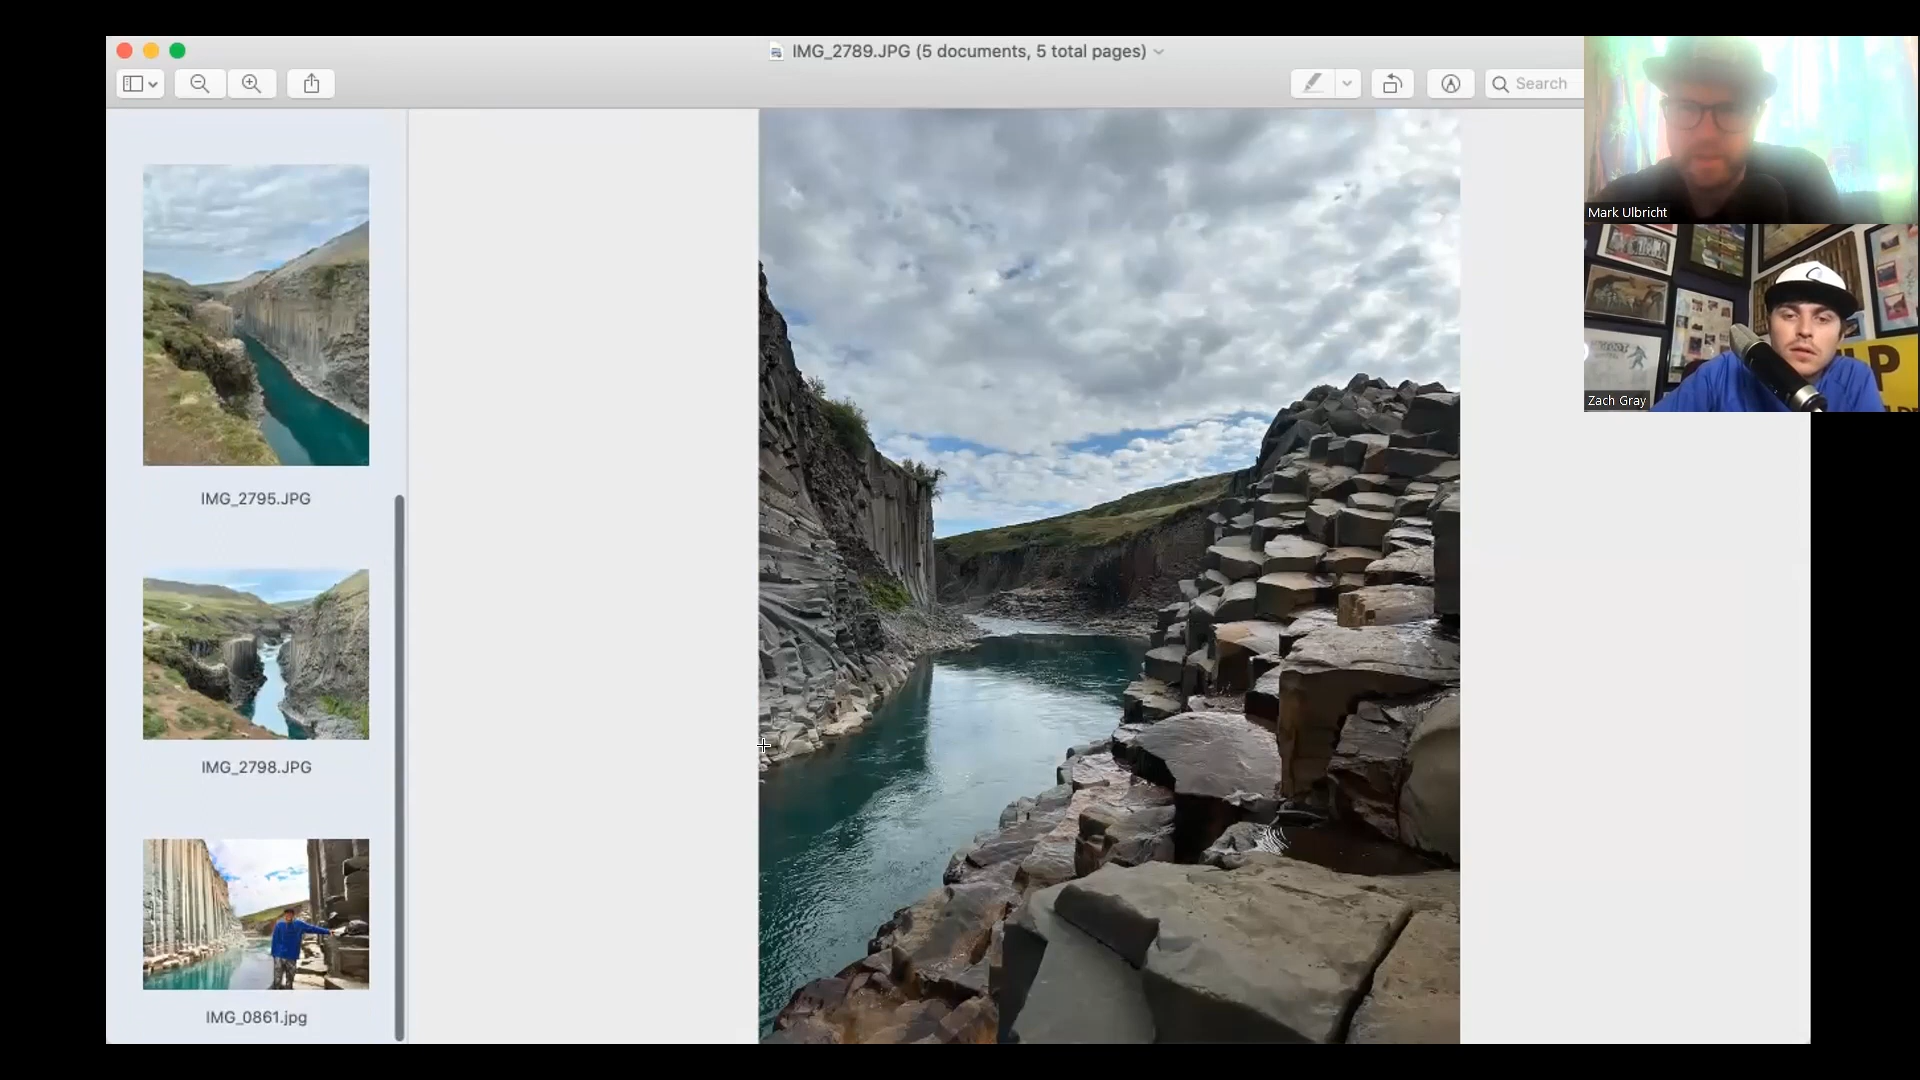 IMG_2789.JPG (5 documents, 5 total pages)
Search
IMG_2795.JPG
IMG_2798.JPG
IMG_0861.jpg
Mark Ulbricht
Zach Gray